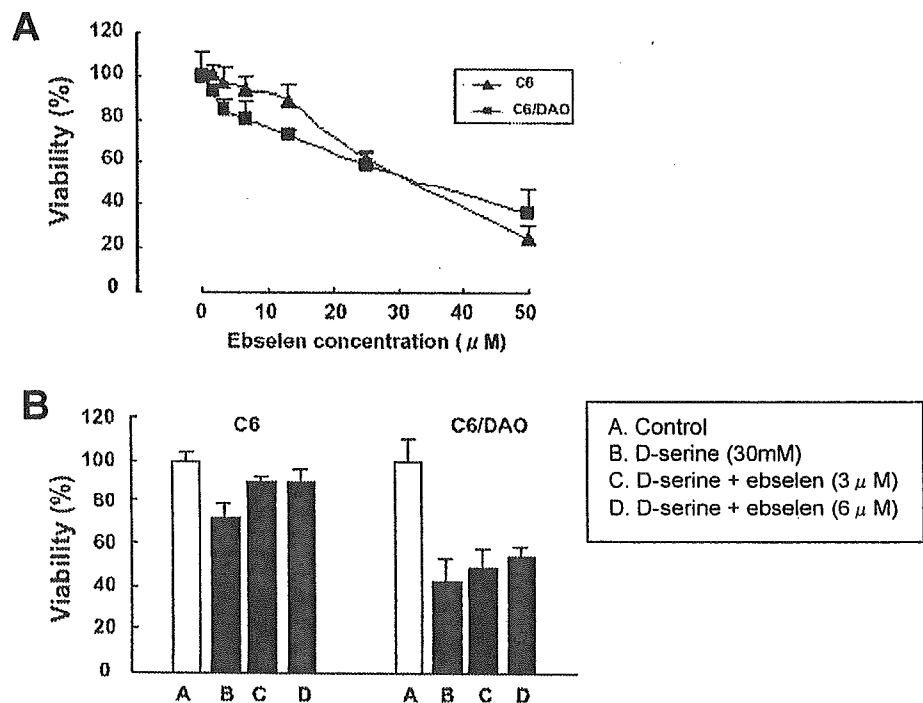 A
120
100
80
60
40
20
0
Viability (%)
C6
C6/DAO
0 10 20 30 40 50
Ebselen concentration ( μ M)
B
120
100
80
60
40
20
0
Viability (%)
C6 C6/DAO
A B C D A B C D
A. Control
B. D-serine (30mM)
C. D-serine + ebselen (3 μ M)
D. D-serine + ebselen (6 μ M)